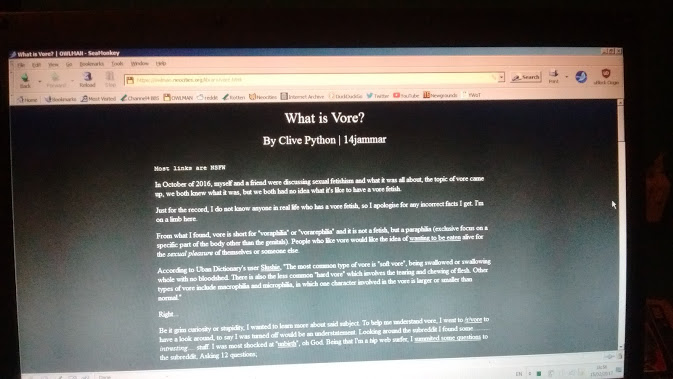 What is Vore? | OWLMAN - SeaMonkey
File Edit View Go Bookmarks Tools Window Help
Back Forward Reload Stop Search Print uBlock Origin
Home Bookmarks Most Visited Channel4-BBS OWLMAN reddit Rotten Neocities Internet Archive DuckDuckGo Twitter YouTube Newgrounds YWoT
What is Vore?
By Clive Python | 14jammar
Most links are NSFW
In October of 2016, myself and a friend were discussing sexual fetishism and what it was all about, the topic of vore came
up, we both knew what it was, but we both had no idea what it's like to have a vore fetish.
Just for the record, I do not know anyone in real life who has a vore fetish, so I apologise for any incorrect facts I get. I'm
on a limb here.
From what I found, vore is short for "voraphilia" or "vorarephilia" and it is not a fetish, but a paraphilia (exclusive focus on a
specific part of the body other than the genitals). People who like vore would like the idea of wanting to be eaten alive for
the sexual pleasure of themselves or someone else.
According to Uban Dictionary's user Slushie, "The most common type of vore is "soft vore", being swallowed or swallowing
whole with no bloodshed. There is also the less common "hard vore" which involves the tearing and chewing of flesh. Other
types of vore include macrophilia and microphilia, in which one character involved in the vore is larger or smaller than
normal."
Right...
Be it grim curiosity or stupidity, I wanted to learn more about said subject. To help me understand vore, I went to /r/vore to
have a look around, to say I was turned off would be an understatement. Looking around the subreddit I found some .........
intresting.... stuff. I was most shocked at "unbirth", oh God. Being that I'm a hip web surfer, I summited some questions to
the subreddit. Asking 12 questions;
EN